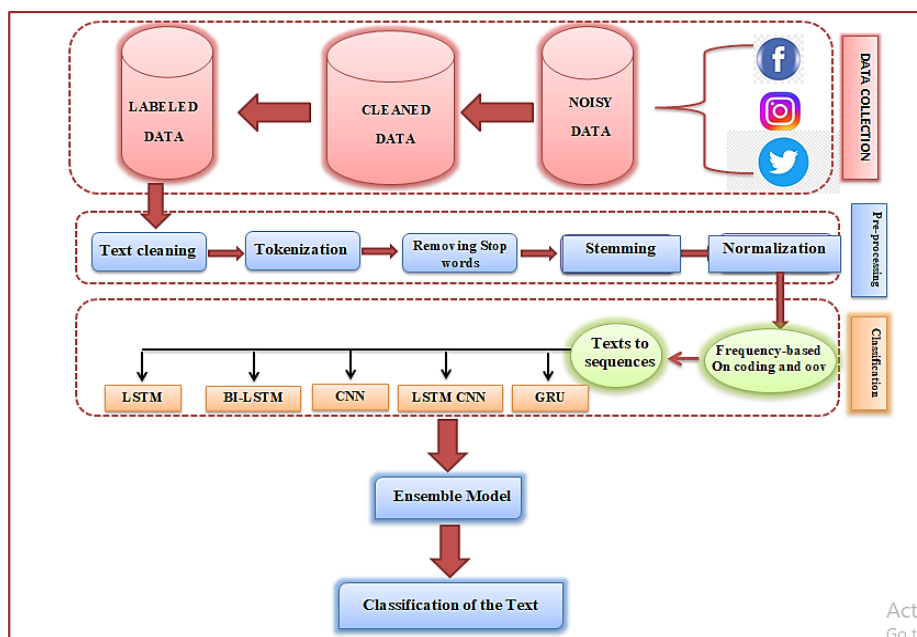 LABELED
DATA
CLEANED
DATA
NOISY
DATA
f
DATA COLLECTION
Text cleaning
Tokenization
Removing Stop
words
Stemming
Normalization
Pre-processing
Texts to
sequences
Frequency-based
On coding and oov
Classification
LSTM
BI-LSTM
CNN
LSTM CNN
GRU
Ensemble Model
Classification of the Text
Act
Go t